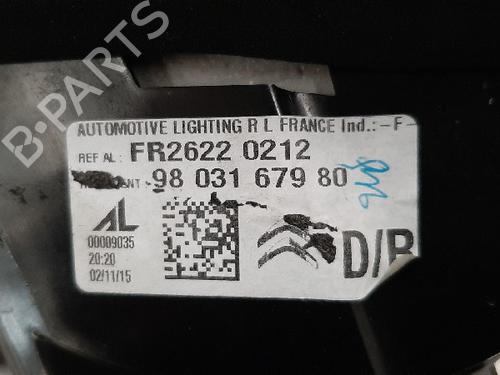 B-PARTS
AUTOMOTIVE LIGHTING R L FRANCE Ind.: -F-
REF AL: FR2622 0212
98 031 679 80
AL
00009035
20:20
02/11/15
D/R